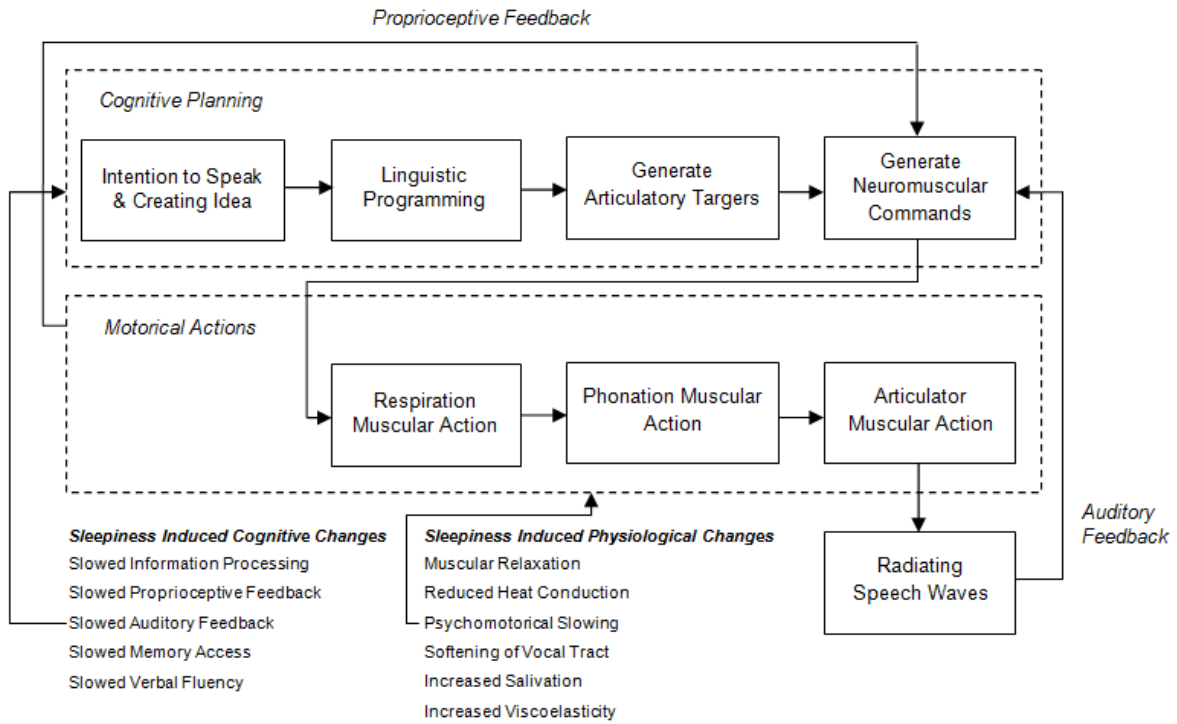 Proprioceptive Feedback
Cognitive Planning
Intention to Speak
& Creating Idea
Linguistic
Programming
Generate
Articulatory Targers
Generate
Neuromuscular
Commands
Motorical Actions
Respiration
Muscular Action
Phonation Muscular
Action
Articulator
Muscular Action
Auditory
Feedback
Radiating
Speech Waves
Sleepiness Induced Cognitive Changes
Slowed Information Processing
Slowed Proprioceptive Feedback
Slowed Auditory Feedback
Slowed Memory Access
Slowed Verbal Fluency
Sleepiness Induced Physiological Changes
Muscular Relaxation
Reduced Heat Conduction
Psychomotorical Slowing
Softening of Vocal Tract
Increased Salivation
Increased Viscoelasticity